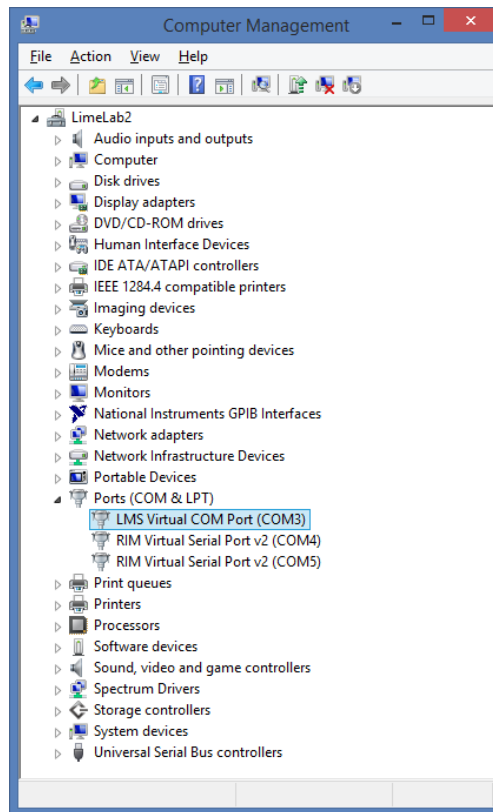 Computer Management
File Action View Help
LimeLab2
Audio inputs and outputs
Computer
Disk drives
Display adapters
DVD/CD-ROM drives
Human Interface Devices
IDE ATA/ATAPI controllers
IEEE 1284.4 compatible printers
Imaging devices
Keyboards
Mice and other pointing devices
Modems
Monitors
National Instruments GPIB Interfaces
Network adapters
Network Infrastructure Devices
Portable Devices
Ports (COM & LPT)
LMS Virtual COM Port (COM3)
RIM Virtual Serial Port v2 (COM4)
RIM Virtual Serial Port v2 (COM5)
Print queues
Printers
Processors
Software devices
Sound, video and game controllers
Spectrum Drivers
Storage controllers
System devices
Universal Serial Bus controllers